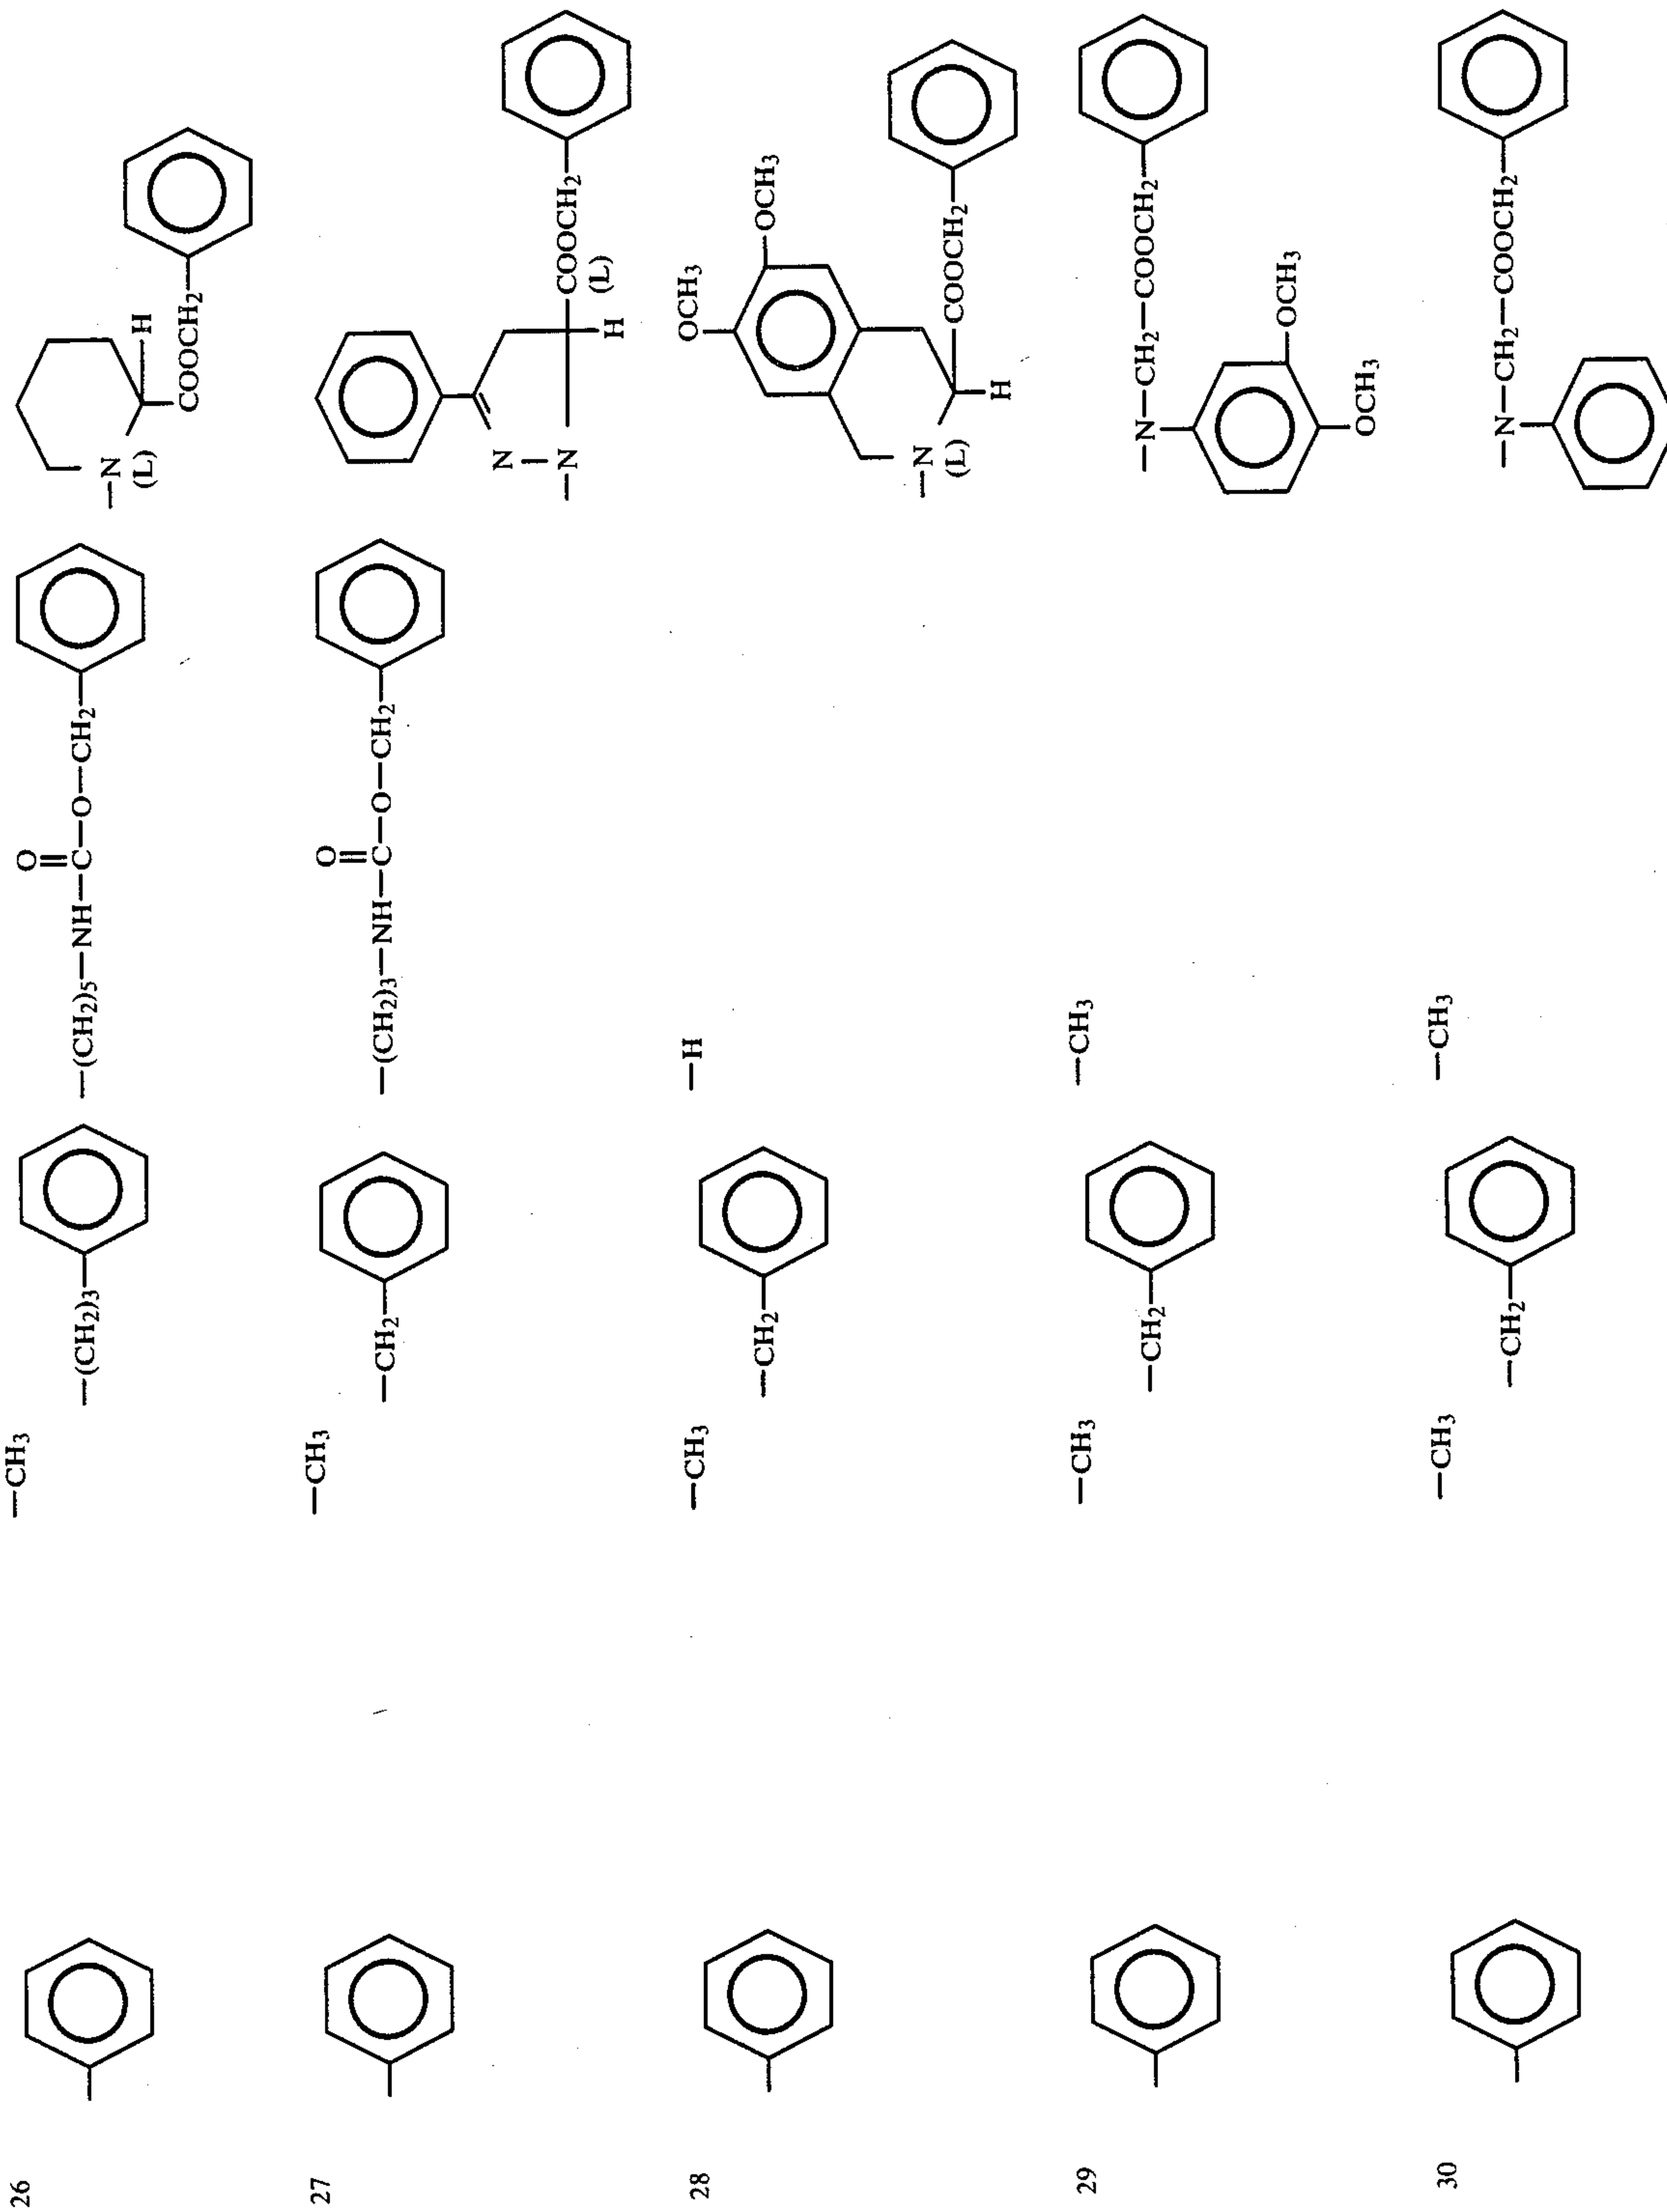 26
—CH3
—(CH2)3—
O
—(CH2)5—NH—C—O—CH2—
—N
(L)
H
COOCH2—
27
—CH3
—CH2—
O
—(CH2)3—NH—C—O—CH2—
N
—N
COOCH2—
(L)
H
28
—CH3
—CH2—
—H
OCH3
OCH3
—N
(L)
COOCH2—
H
29
—CH3
—CH2—
—CH3
—N—CH2—COOCH2—
OCH3
OCH3
30
—CH3
—CH2—
—CH3
—N—CH2—COOCH2—